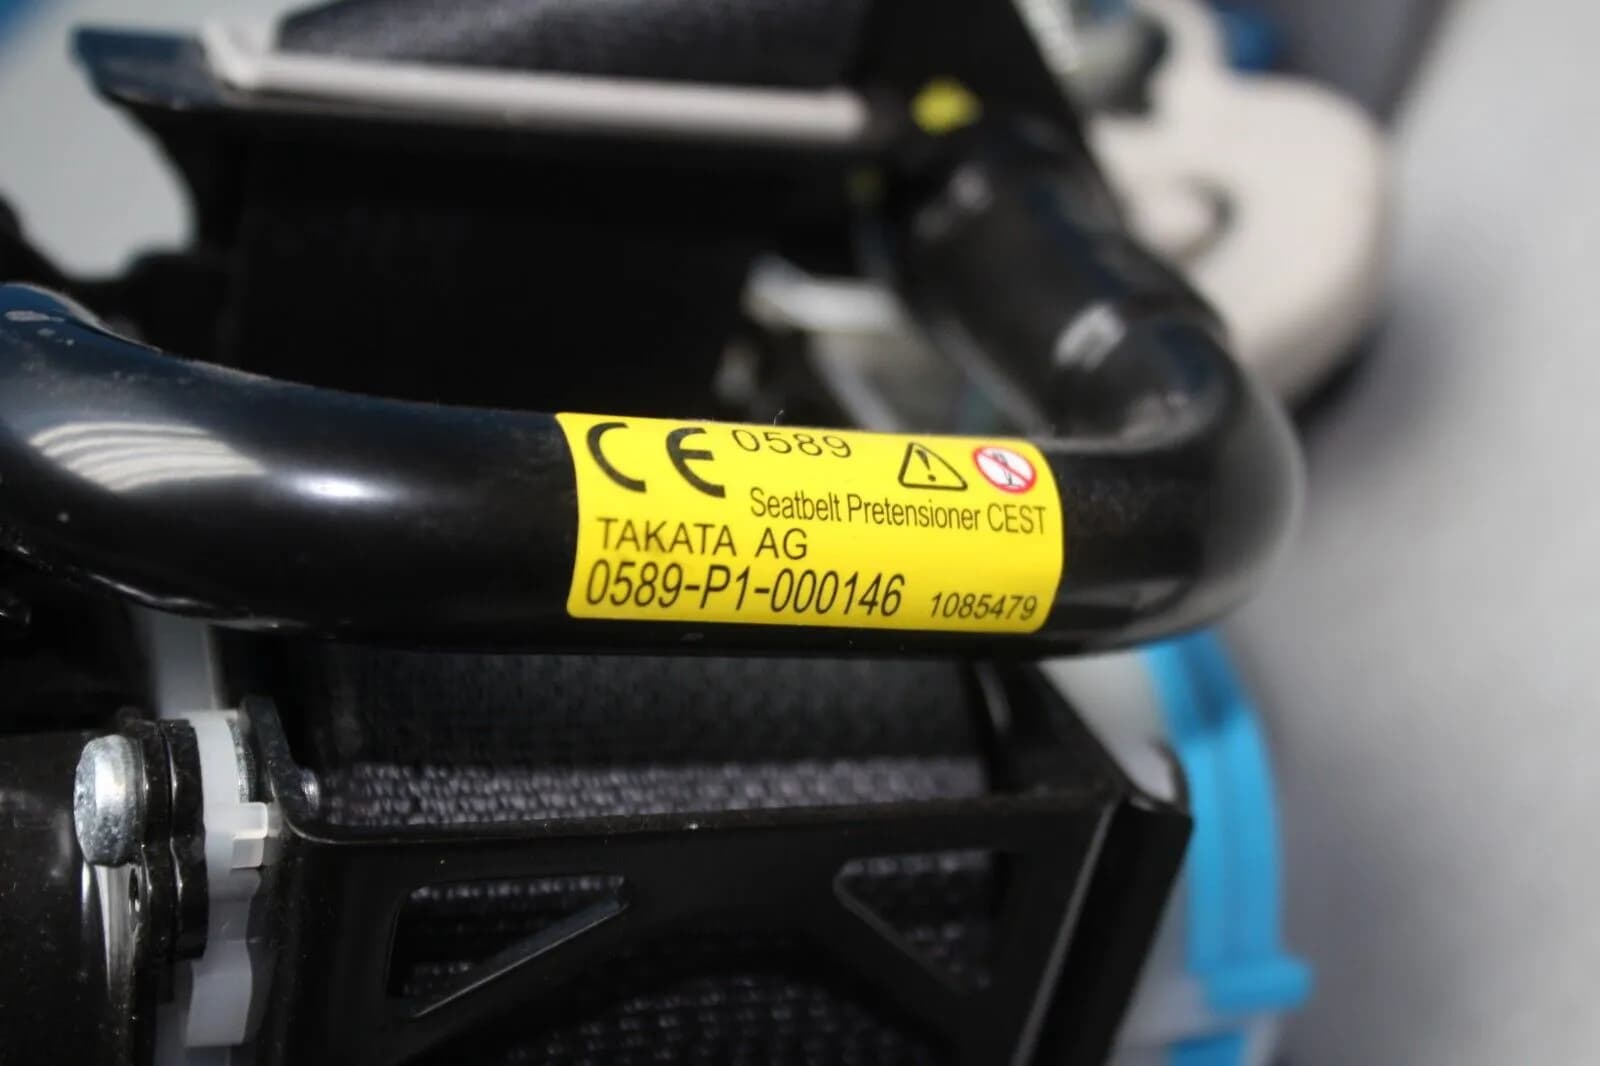 CE 0589
Seatbelt Pretensioner CEST
TAKATA AG
0589-P1-000146 1085479